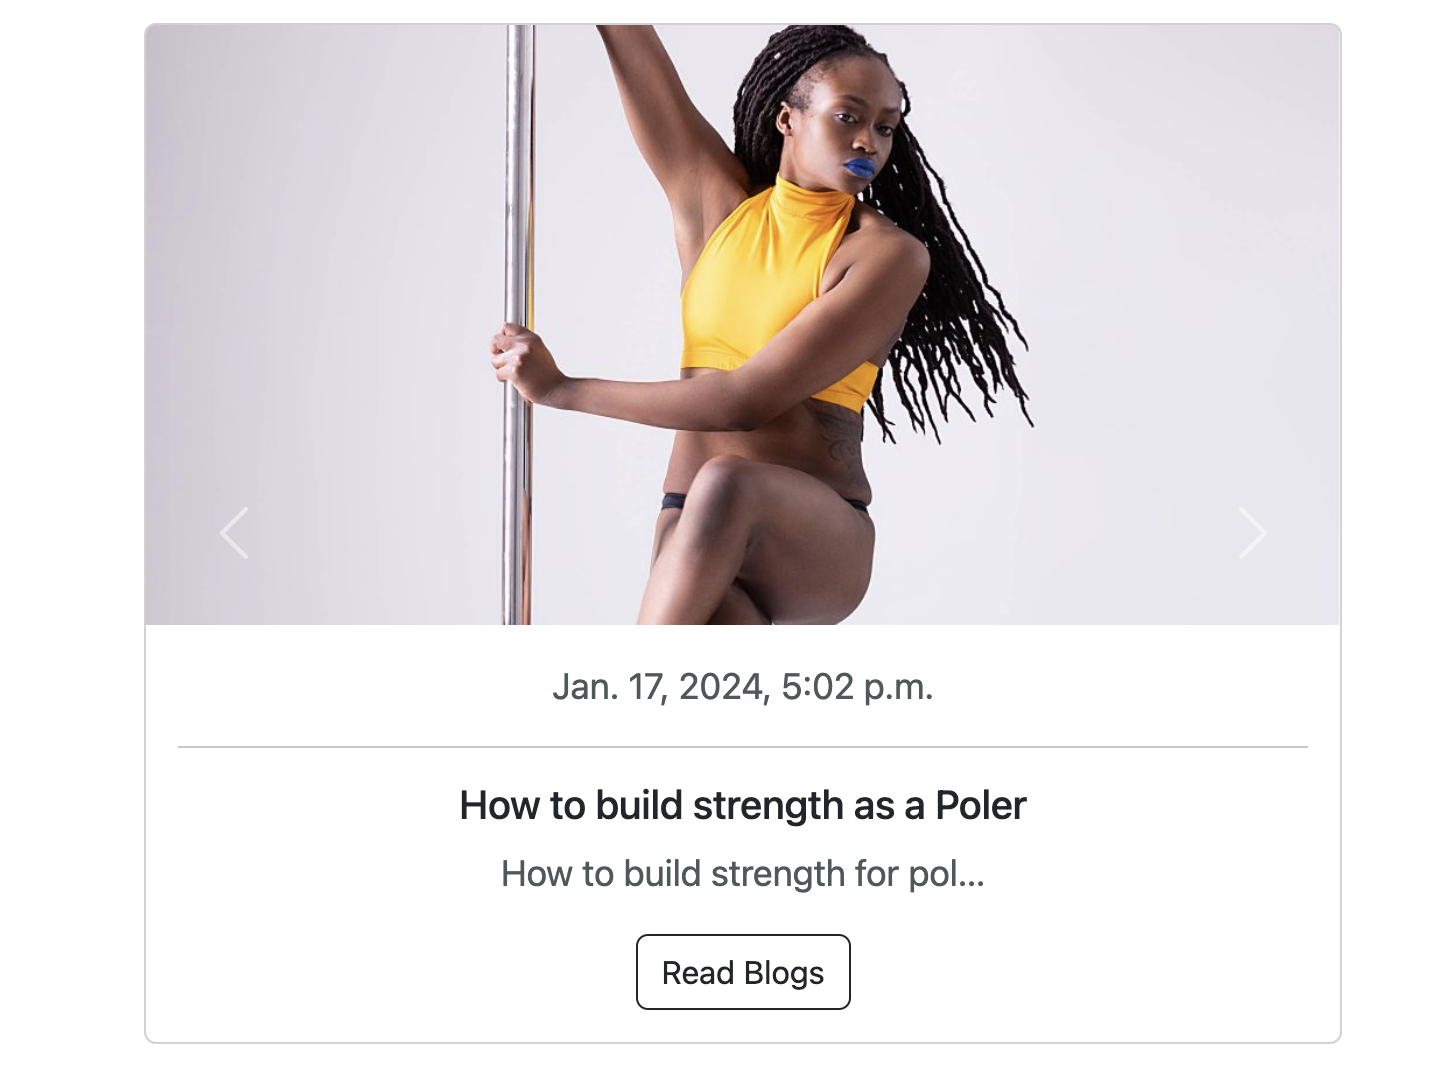 Jan. 17, 2024, 5:02 p.m.
How to build strength as a Poler
How to build strength for pol...
Read Blogs